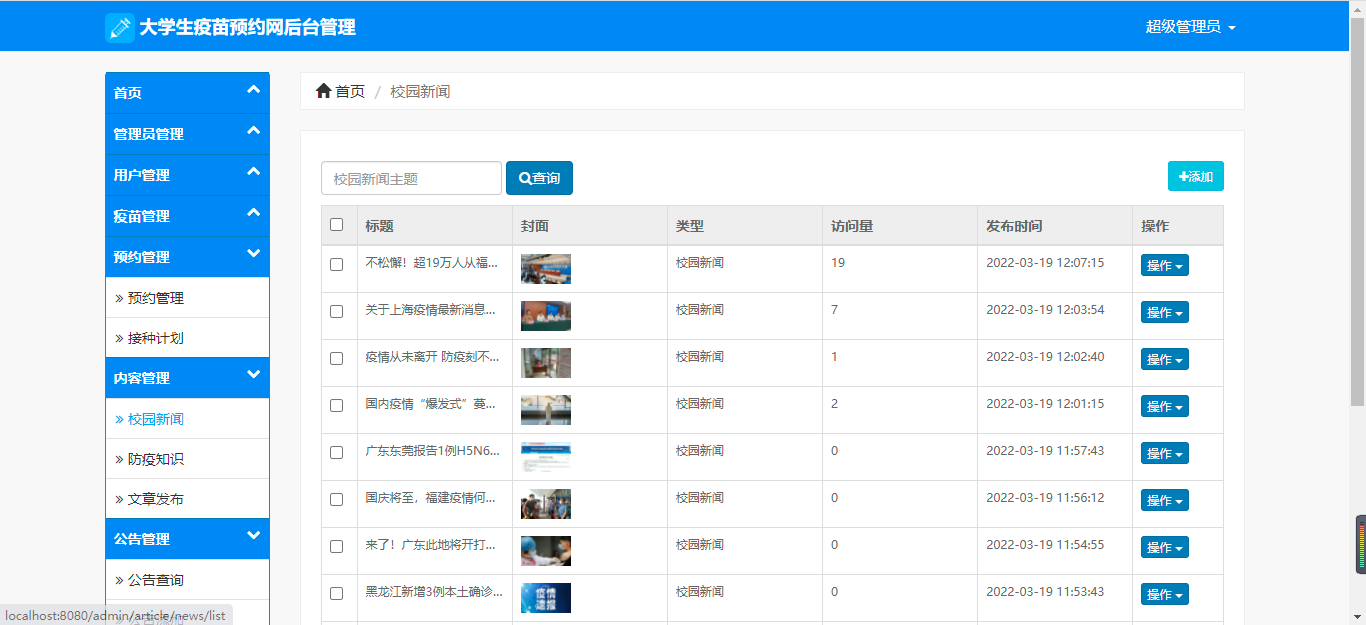 大学生疫苗预约网后台管理
超级管理员
首页
管理员管理
用户管理
疫苗管理
预约管理
» 预约管理
» 接种计划
内容管理
» 校园新闻
» 防疫知识
» 文章发布
公告管理
» 公告查询
localhost:8080/admin/article/news/list
首页 / 校园新闻
校园新闻主题 查询 添加
标题 封面 类型 访问量 发布时间 操作
不松懈！超19万人从福... 校园新闻 19 2022-03-19 12:07:15 操作
关于上海疫情最新消息... 校园新闻 7 2022-03-19 12:03:54 操作
疫情从未离开 防疫刻不... 校园新闻 1 2022-03-19 12:02:40 操作
国内疫情“爆发式”蔓... 校园新闻 2 2022-03-19 12:01:15 操作
广东东莞报告1例H5N6... 校园新闻 0 2022-03-19 11:57:43 操作
国庆将至，福建疫情何... 校园新闻 0 2022-03-19 11:56:12 操作
来了！广东此地将开打... 校园新闻 0 2022-03-19 11:54:55 操作
黑龙江新增3例本土确诊... 疫情速报 校园新闻 0 2022-03-19 11:53:43 操作